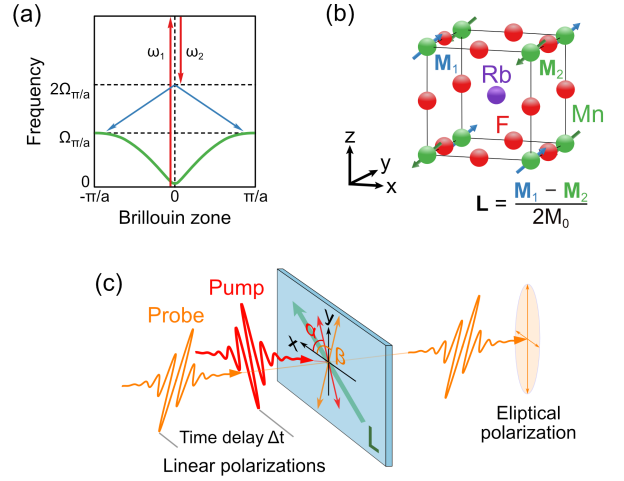 (a)
Frequency
ω₁
ω₂
2Ωπ/a
Ωπ/a
0
-π/a
0
π/a
Brillouin zone
(b)
M₁
M₂
Rb
F
Mn
z
y
x
L = M₁ − M₂
2M₀
(c)
Probe
Pump
x
y
α
β
L
Time delay Δt
Linear polarizations
Eliptical
polarization